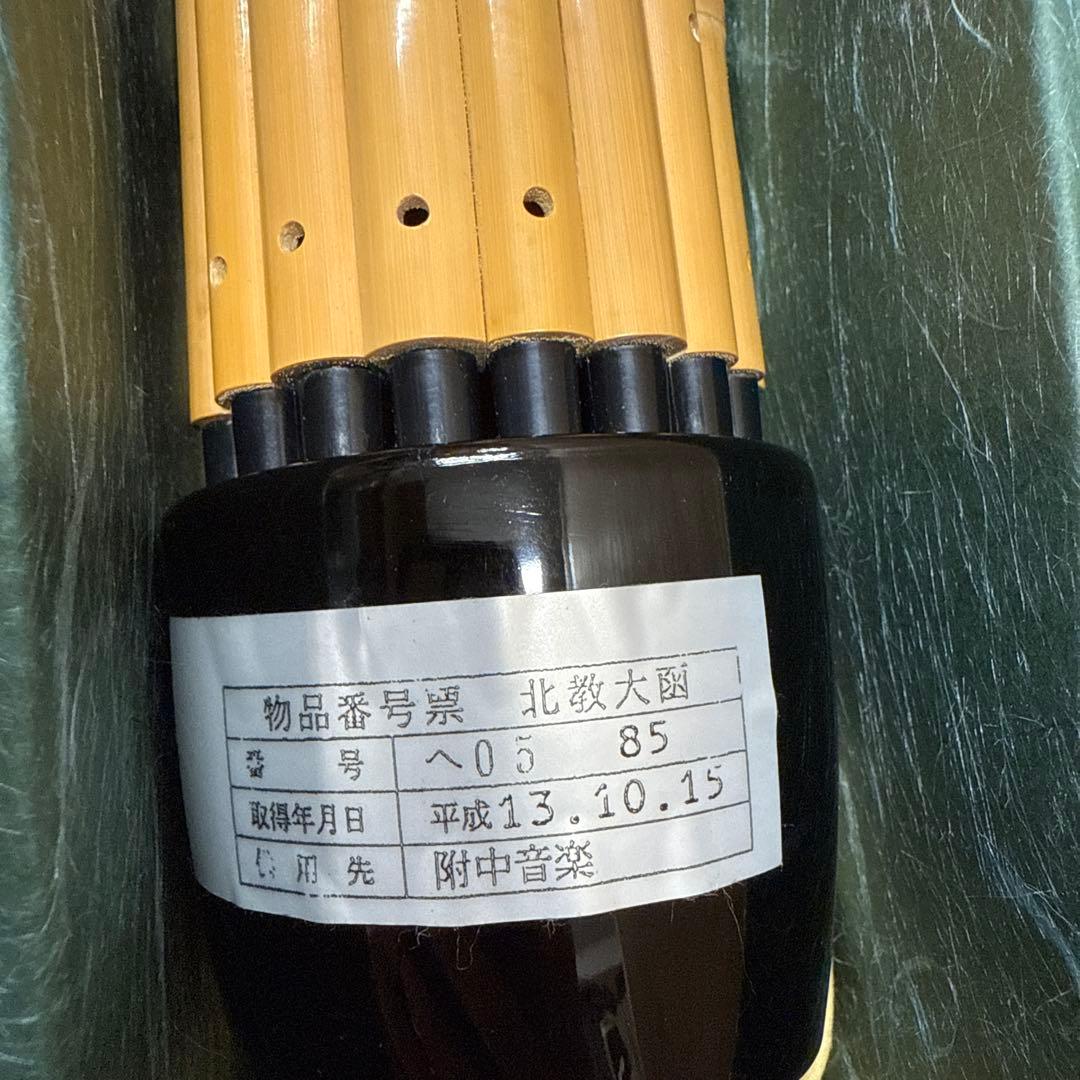 物品番号票 北教大函
番号 へ05 85
取得年月日 平成13.10.15
使用先 附中音楽